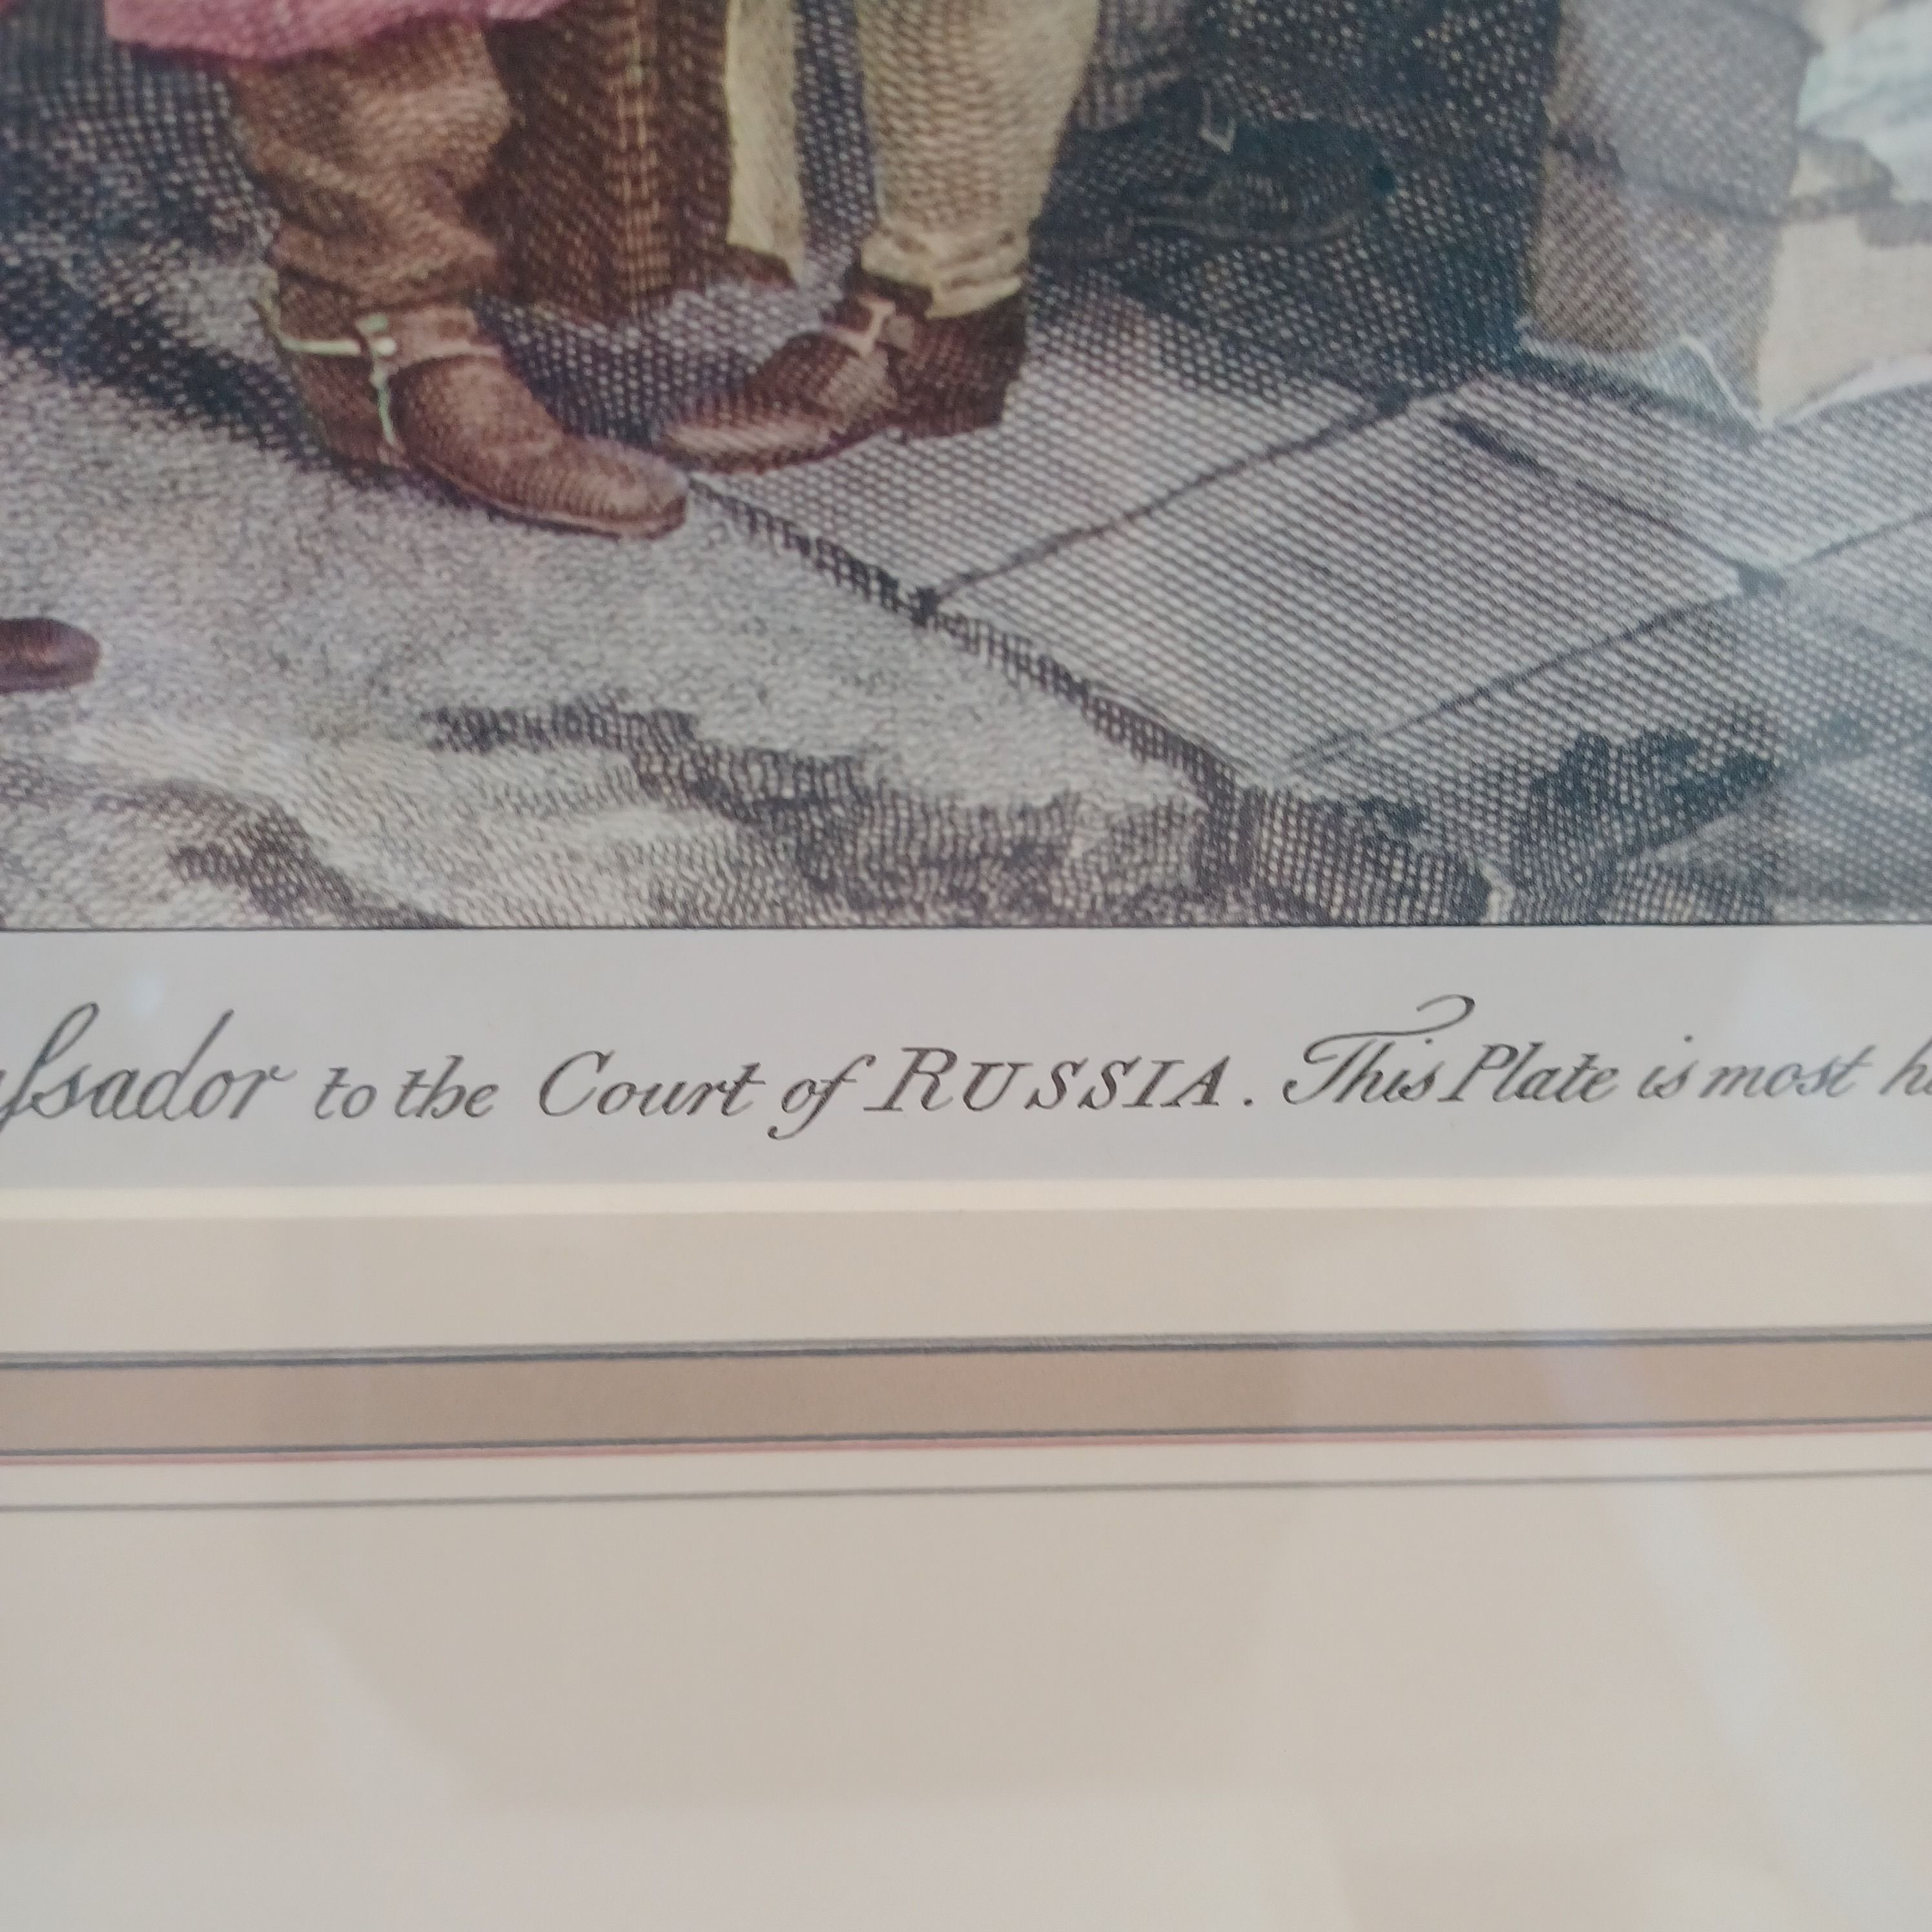 ſsador to the Court of RUSSIA. This Plate is most h